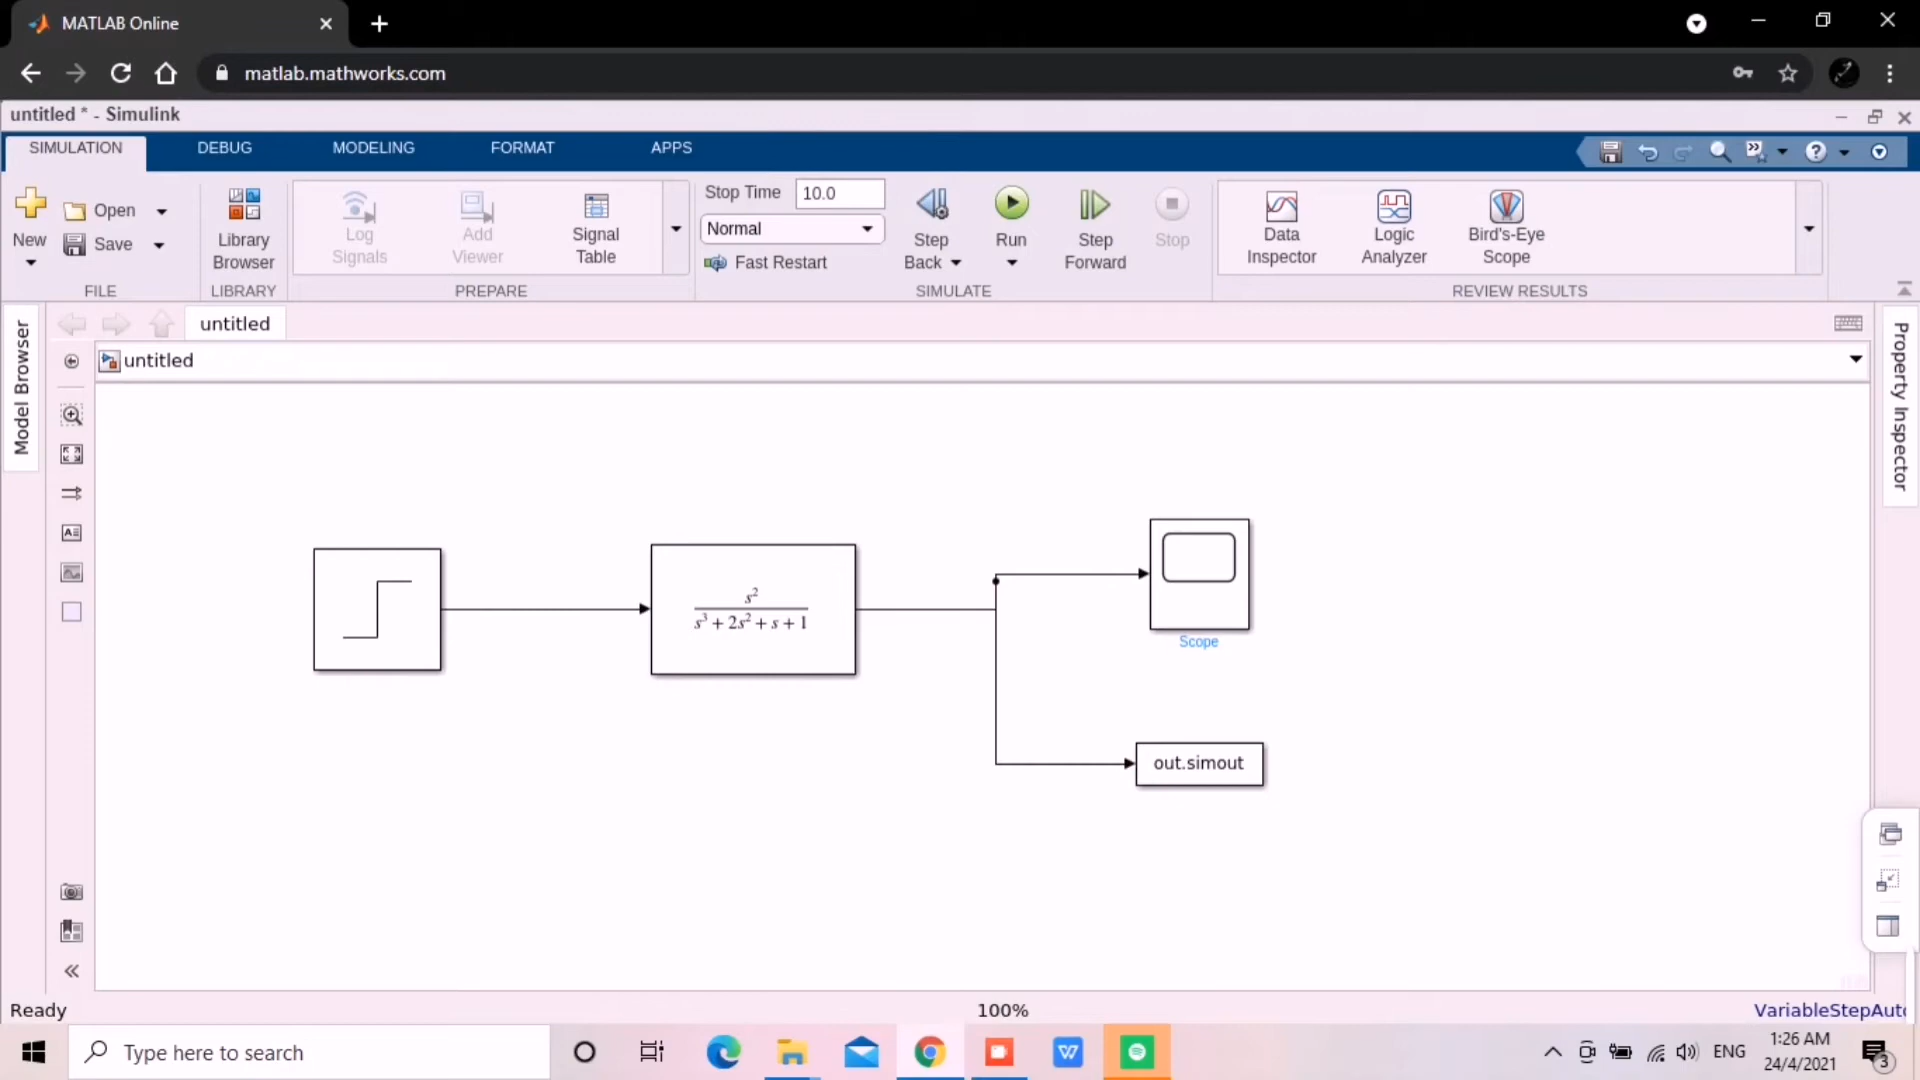 MATLAB Online
matlab.mathworks.com
untitled * - Simulink
SIMULATION DEBUG MODELING FORMAT APPS
New
Open
Save
FILE
Library
Browser
LIBRARY
Log
Signals
Add
Viewer
Signal
Table
PREPARE
Stop Time 10.0
Normal
Fast Restart
Step
Back
Run
Step
Forward
Stop
SIMULATE
Data
Inspector
Logic
Analyzer
Bird's-Eye
Scope
REVIEW RESULTS
Model Browser
untitled
untitled
Property Inspector
s²
s³ + 2s² + s + 1
Scope
out.simout
Ready 100% VariableStepAuto
Type here to search
ENG
1:26 AM
24/4/2021
3